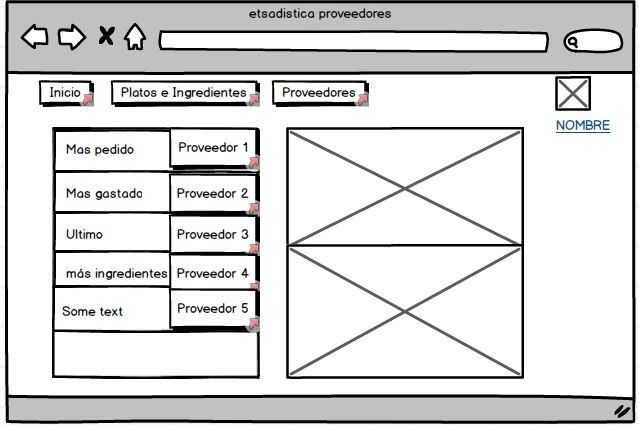 etsadistica proveedores
Inicio
Platos e Ingredientes
Proveedores
NOMBRE
Mas pedido
Proveedor 1
Mas gastado
Proveedor 2
Ultimo
Proveedor 3
más ingredientes
Proveedor 4
Some text
Proveedor 5